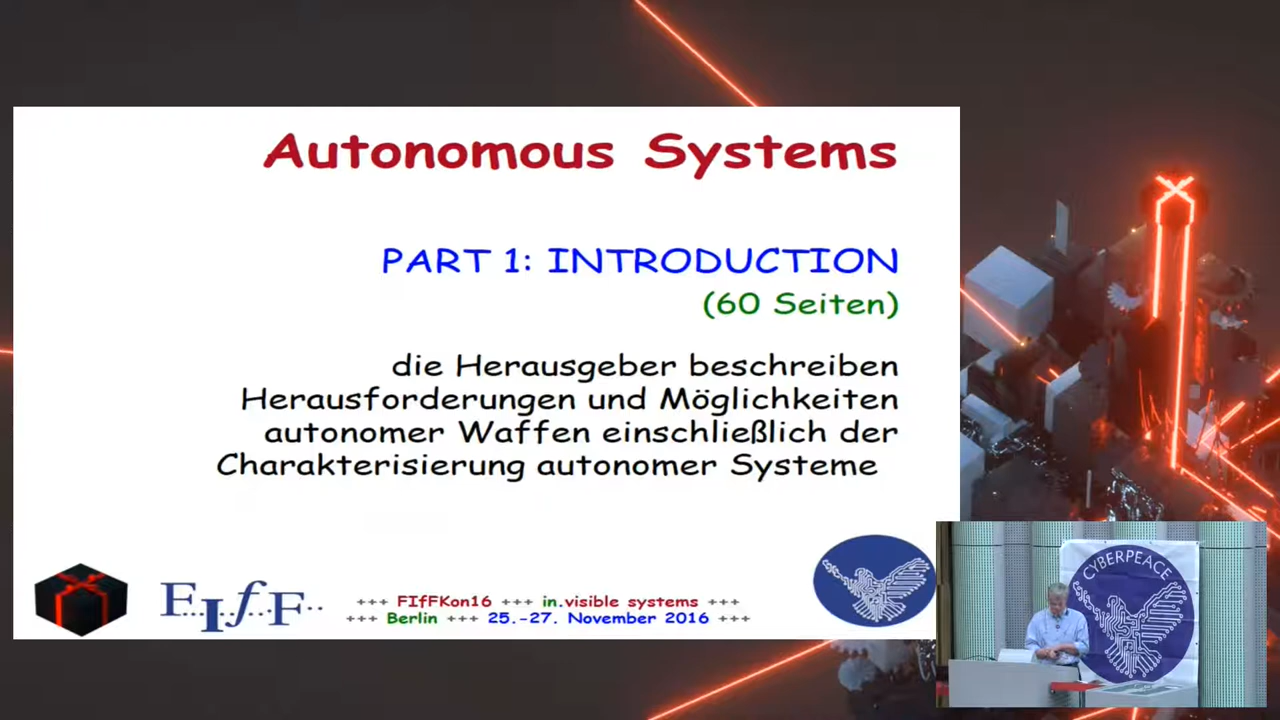 Autonomous Systems
PART 1: INTRODUCTION
(60 Seiten)
die Herausgeber beschreiben
Herausforderungen und Möglichkeiten
autonomer Waffen einschließlich der
Charakterisierung autonomer Systeme
F..I..f..F..
+++ FIfFKon16 +++ in.visible systems +++
+++ Berlin +++ 25.-27. November 2016 +++
CYBERPEACE